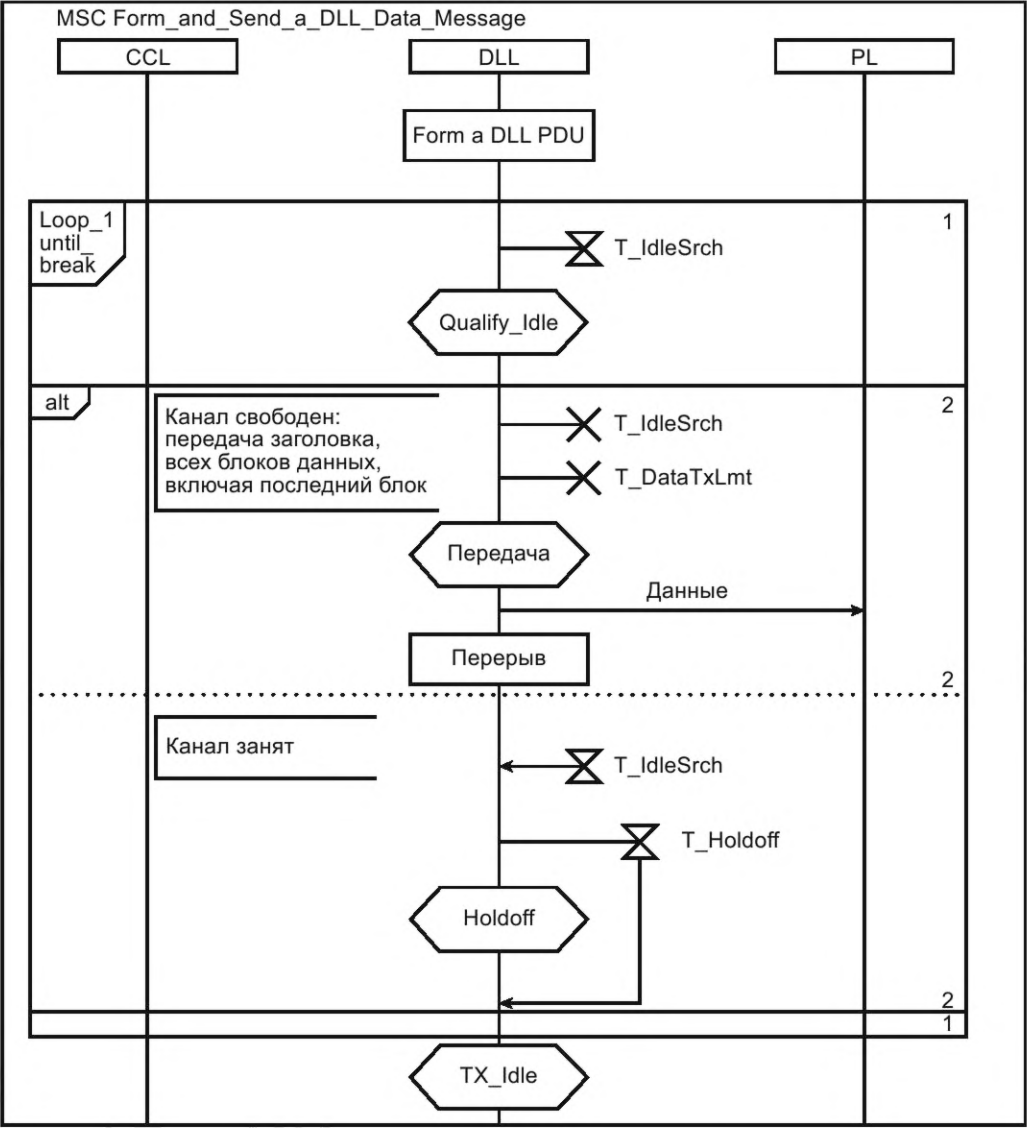 MSC Form_and_Send_a_DLL_Data_Message
CCL
DLL
PL
Form a DLL PDU
Loop_1
until_
break
1
T_IdleSrch
Qualify_Idle
alt
2
Канал свободен:
передача заголовка,
всех блоков данных,
включая последний блок
T_IdleSrch
T_DataTxLmt
Передача
Данные
Перерыв
2
Канал занят
T_IdleSrch
T_Holdoff
Holdoff
2
1
TX_Idle